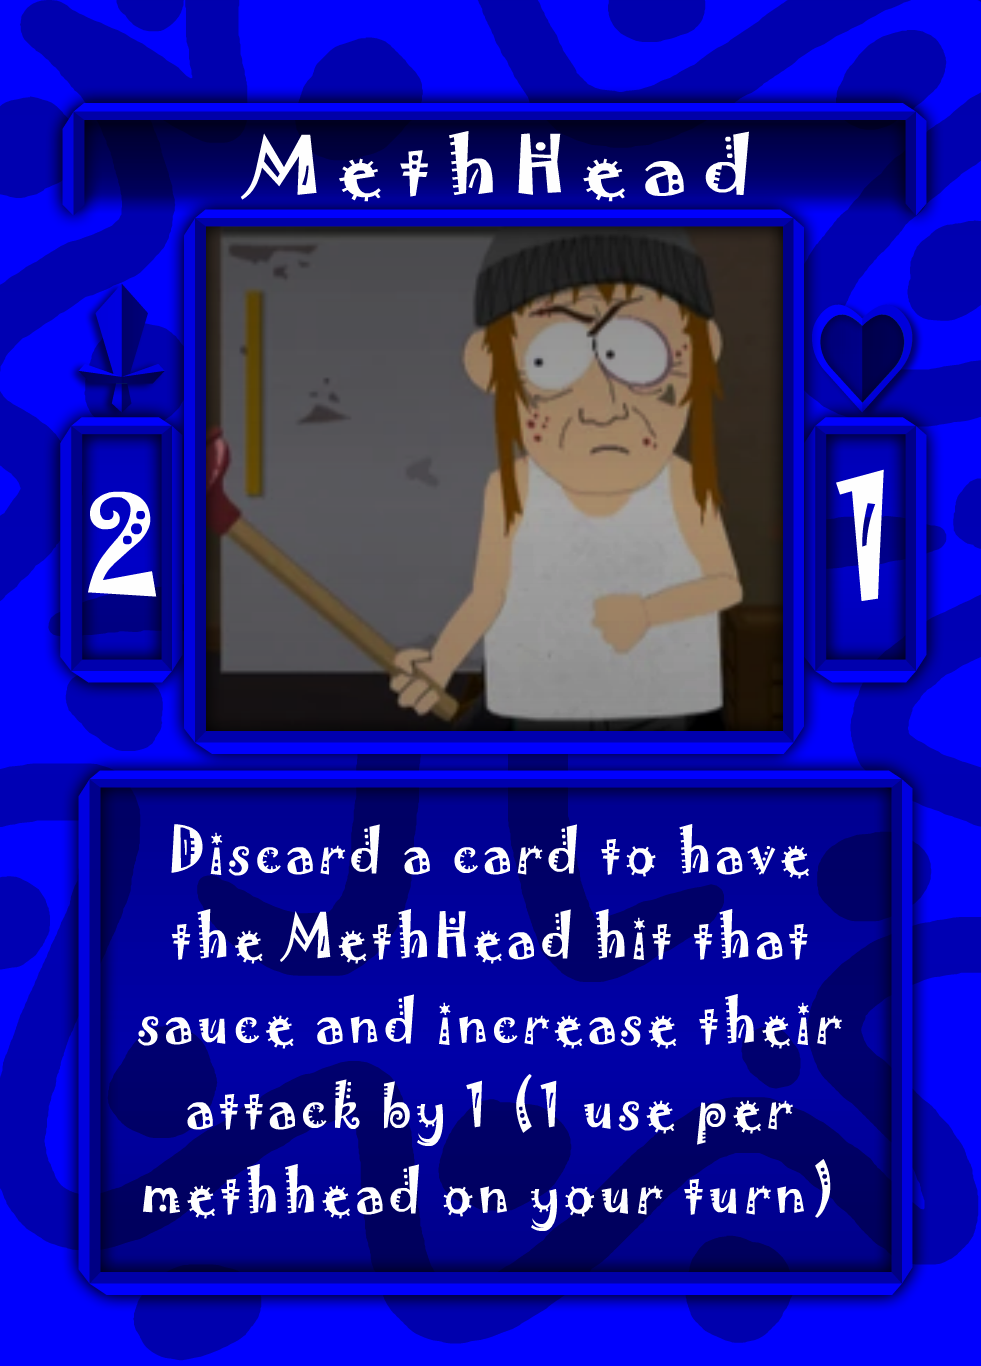 MethHead
2
1
Discard a card to have
the MethHead hit that
sauce and increase their
attack by 1 (1 use per
methhead on your turn)